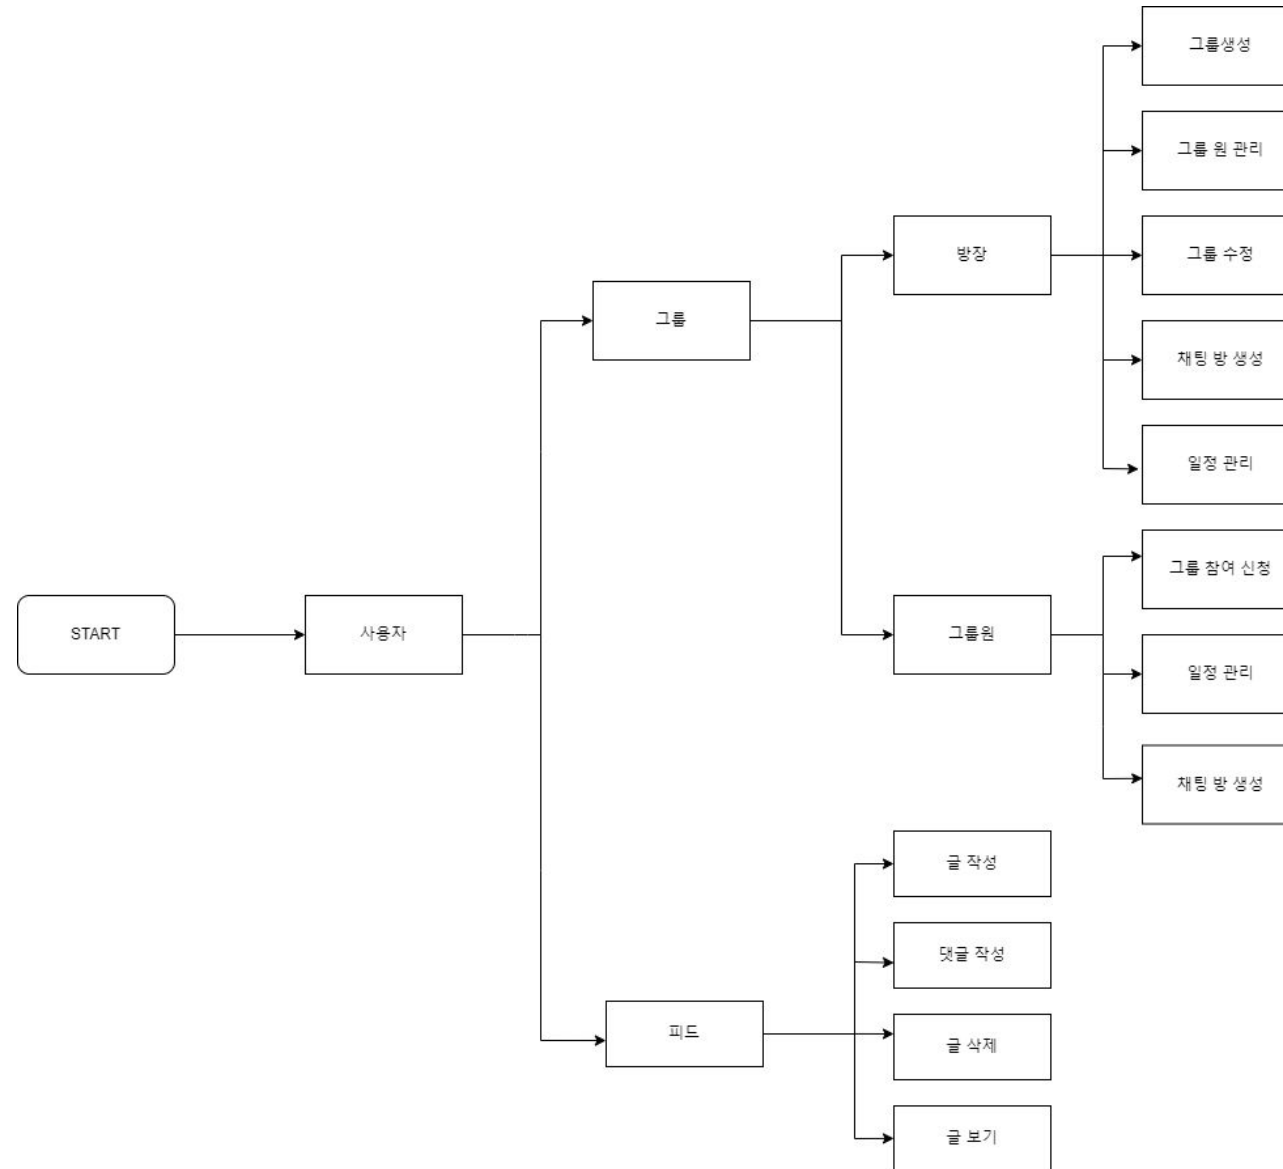 그룹생성
그룹 원 관리
방장
그룹 수정
그룹
채팅 방 생성
일정 관리
그룹 참여 신청
START
사용자
그룹원
일정 관리
채팅 방 생성
글 작성
댓글 작성
피드
글 삭제
글 보기